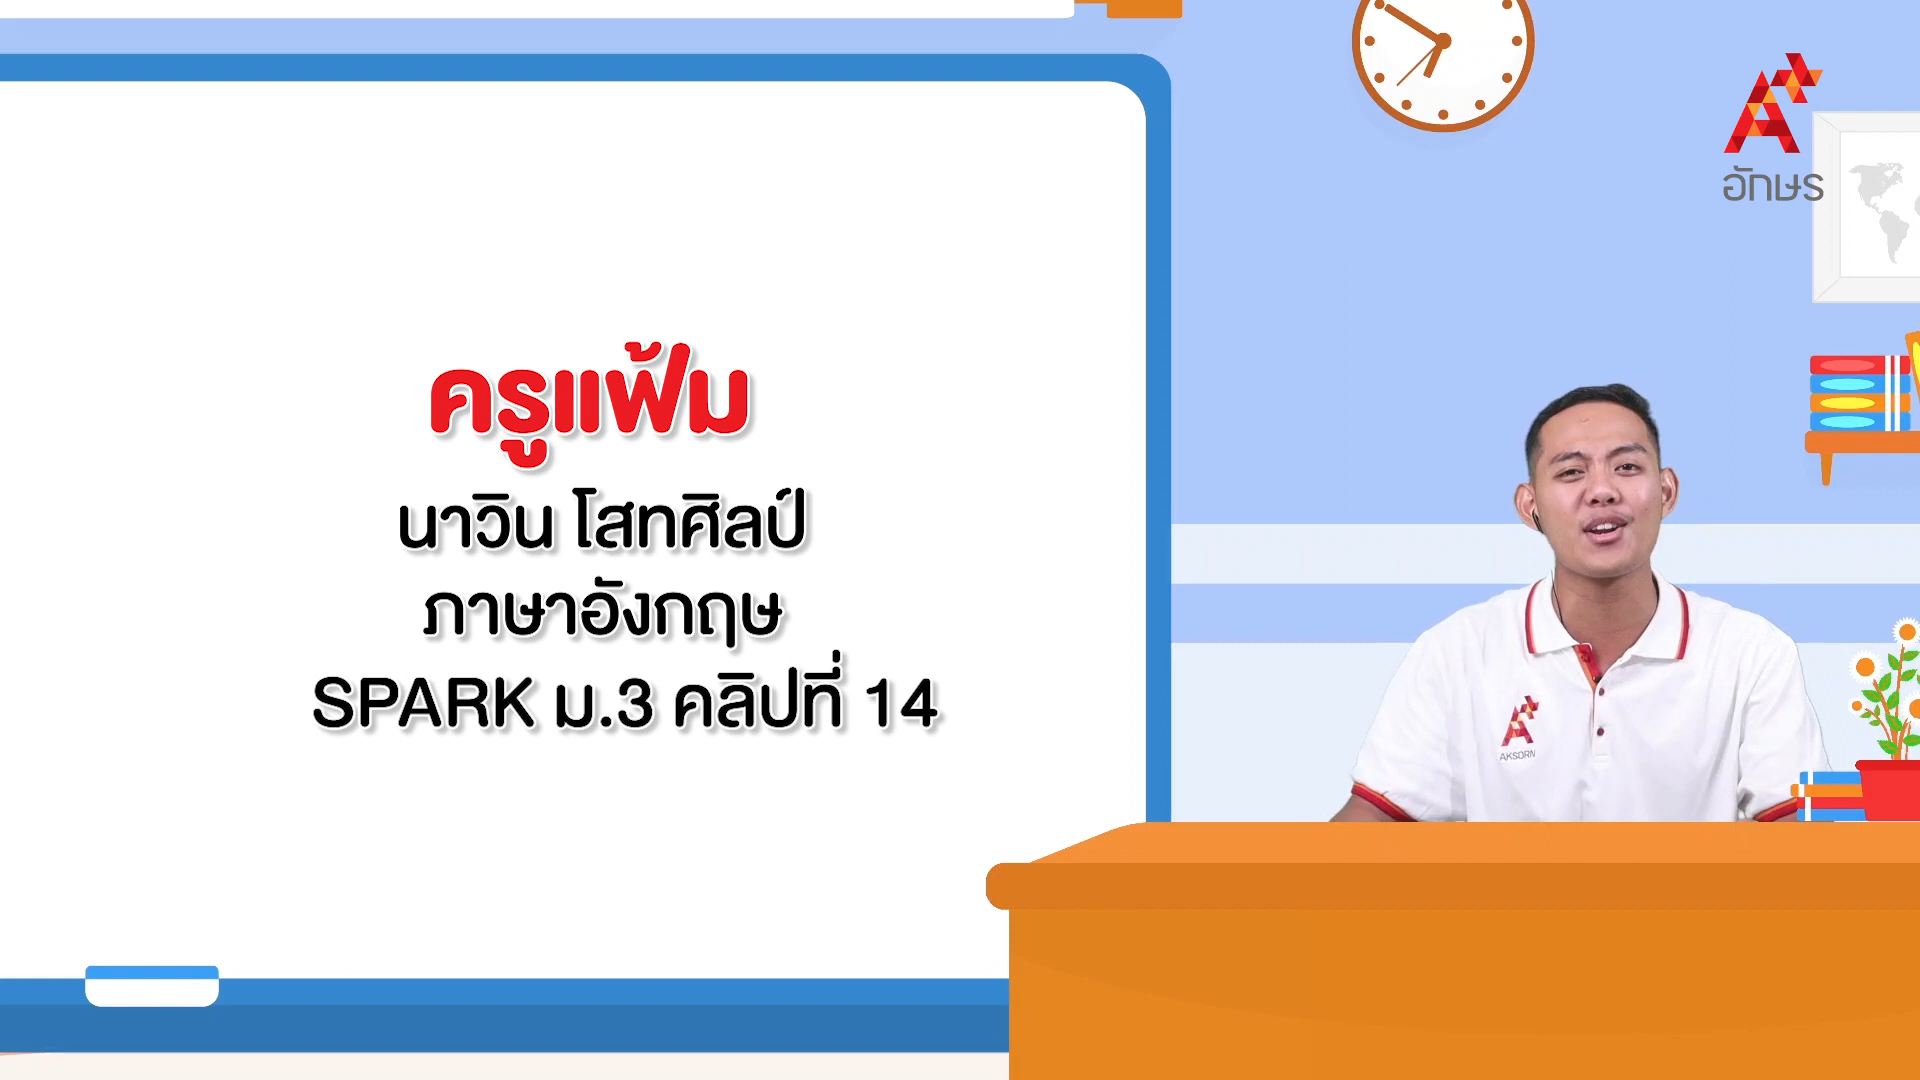 ครูแฟ้ม
นาวิน โสทศิลป์
ภาษาอังกฤษ
SPARK ม.3 คลิปที่ 14
อักษร
AKSORN